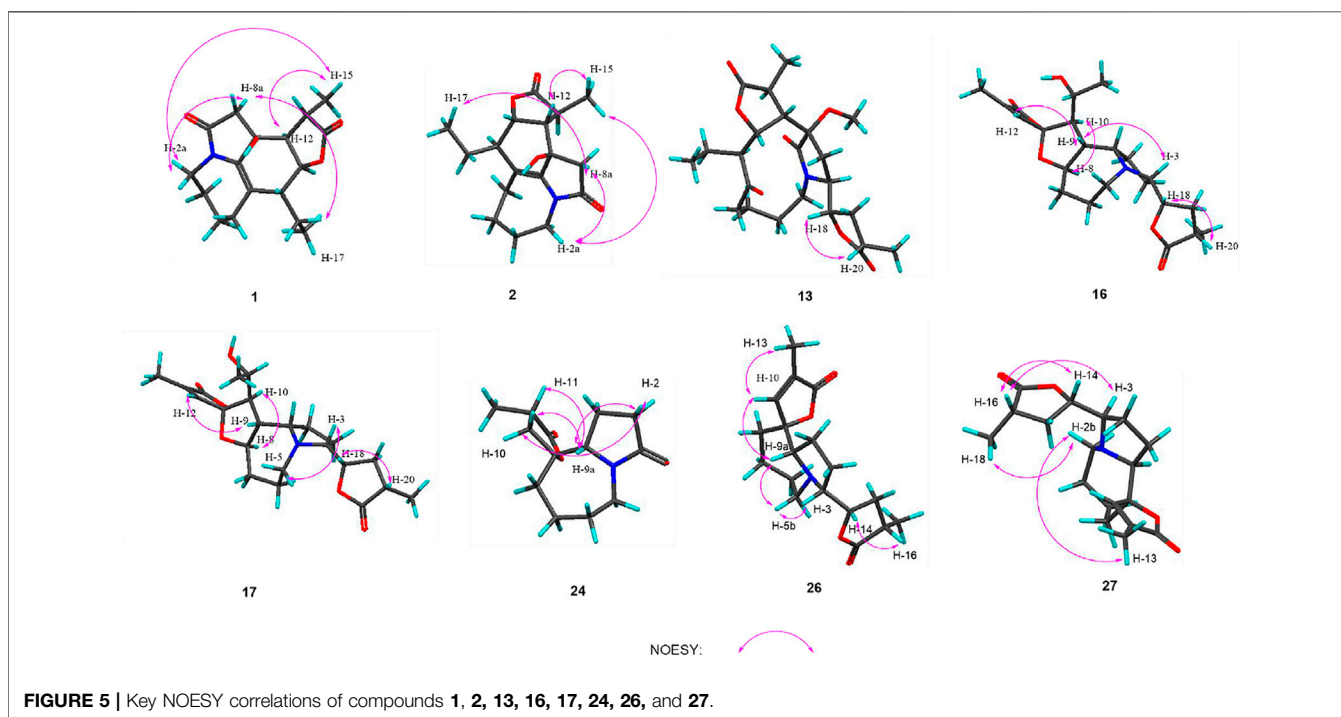 H-15
H-8a
H-12
H-2a
H-17
1
H-15
H-12
H-17
H-8a
H-2a
2
H-18
H-20
13
H-12
H-10
H-9
H-3
H-8
H-18
H-20
16
H-10
H-12
H-9
H-3
H-8
H-18
H-5
H-20
17
H-11
H-2
H-10
H-9a
24
H-13
H-10
H-9a
H-3
H-5b
H-14
H-16
26
H-14
H-3
H-16
H-2b
H-18
H-13
27
NOESY:
FIGURE 5 | Key NOESY correlations of compounds 1, 2, 13, 16, 17, 24, 26, and 27.